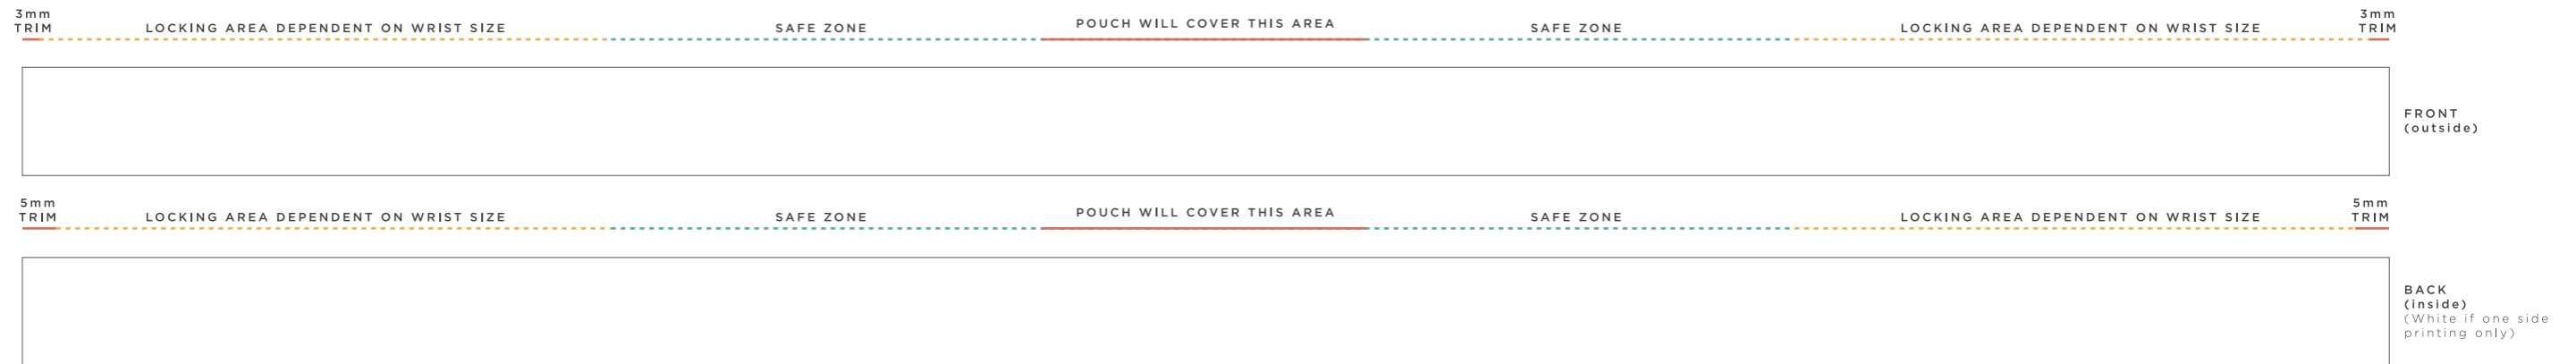 3mm
TRIM
LOCKING AREA DEPENDENT ON WRIST SIZE
SAFE ZONE
POUCH WILL COVER THIS AREA
SAFE ZONE
LOCKING AREA DEPENDENT ON WRIST SIZE
3mm
TRIM
FRONT
(outside)
5mm
TRIM
LOCKING AREA DEPENDENT ON WRIST SIZE
SAFE ZONE
POUCH WILL COVER THIS AREA
SAFE ZONE
LOCKING AREA DEPENDENT ON WRIST SIZE
5mm
TRIM
BACK
(inside)
(White if one side
printing only)